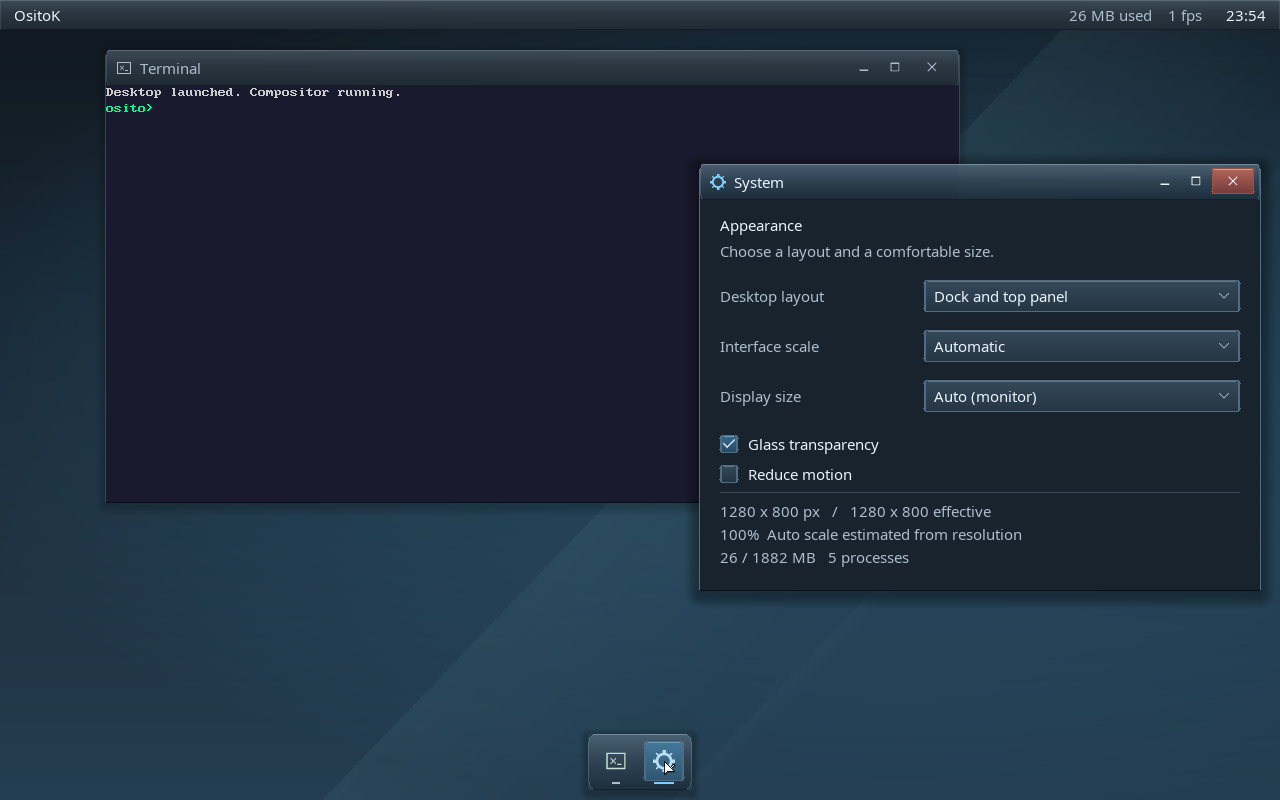 OsitoK
26 MB used 1 fps 23:54
Terminal
Desktop launched. Compositor running.
osito>
System
Appearance
Choose a layout and a comfortable size.
Desktop layout Dock and top panel
Interface scale Automatic
Display size Auto (monitor)
Glass transparency
Reduce motion
1280 x 800 px / 1280 x 800 effective
100% Auto scale estimated from resolution
26 / 1882 MB 5 processes